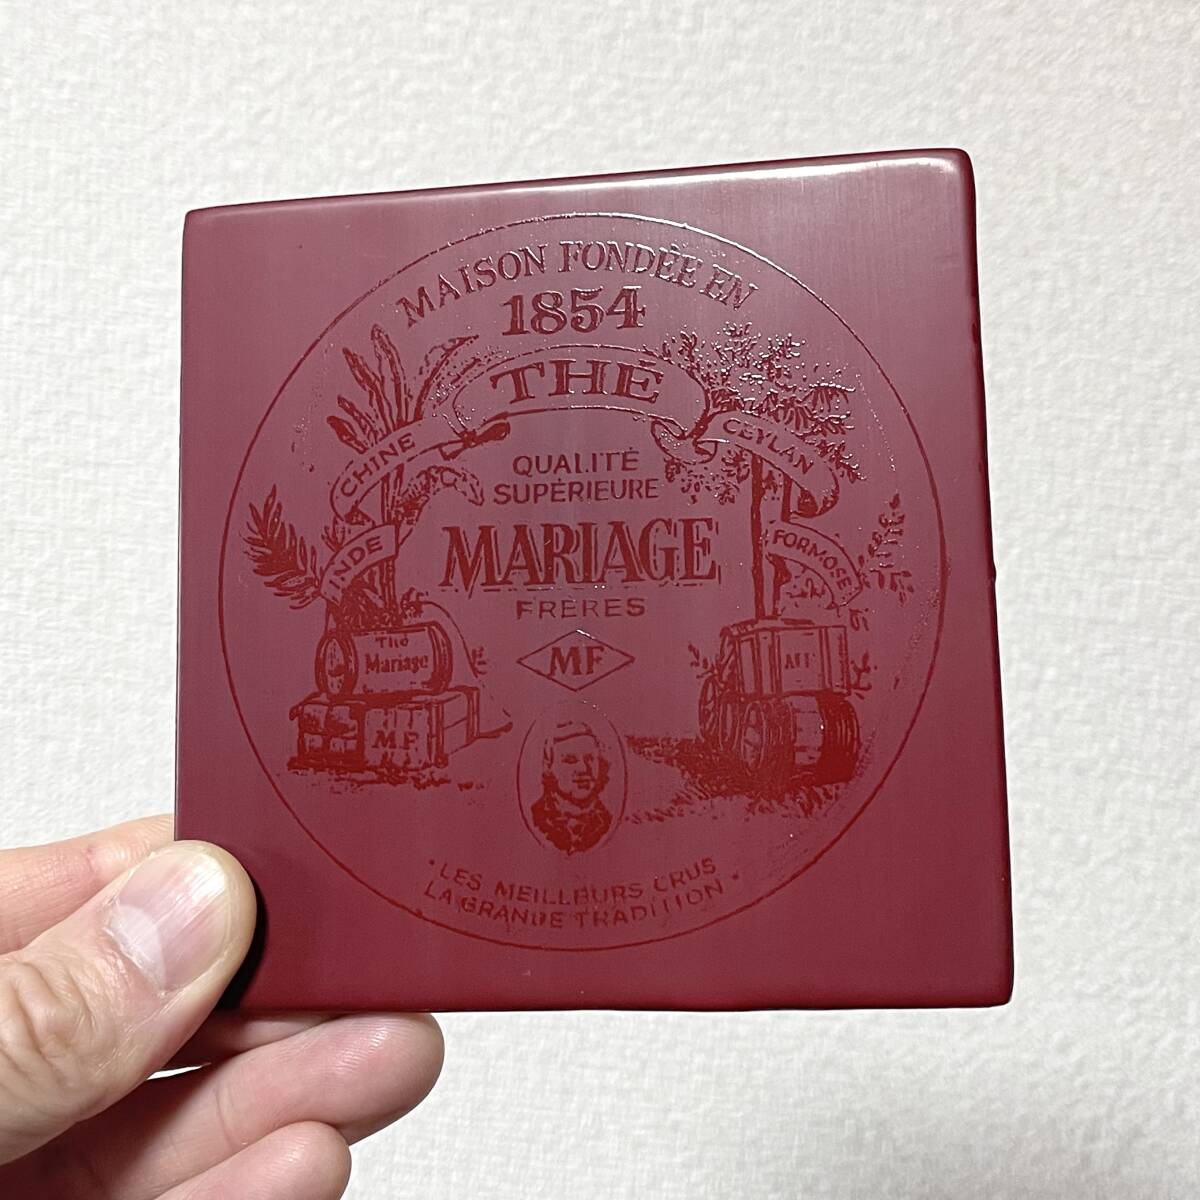 MAISON FONDÉE EN
1854
THÉ
CHINE
CEYLAN
QUALITÉ
SUPÉRIEURE
INDE
MARIAGE
FORMOSE
FRÈRES
Thé
Mariage
MF
MF
MF
• LES MEILLEURS CRUS
LA GRANDE TRADITION •